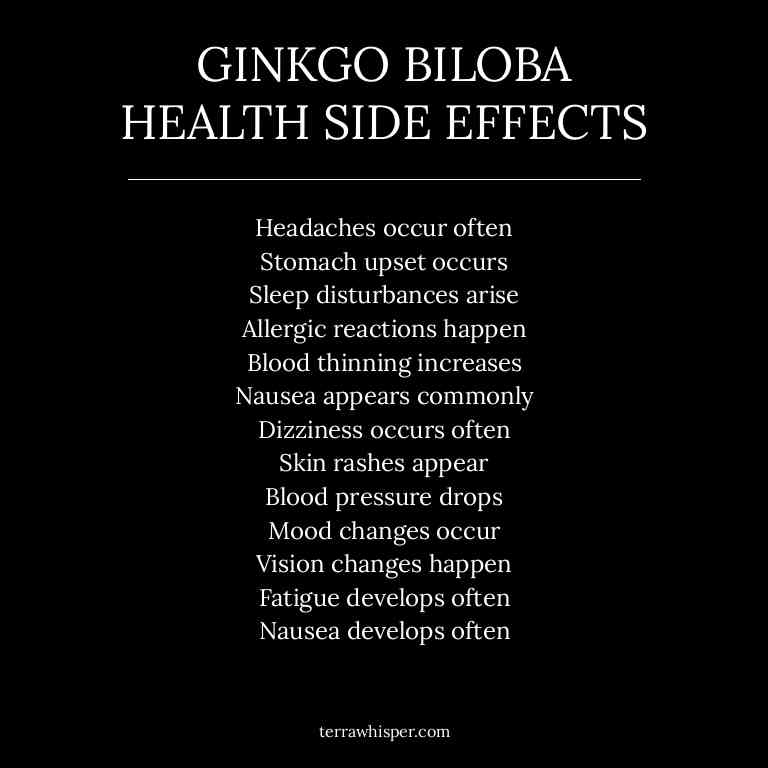 GINKGO BILOBA
HEALTH SIDE EFFECTS
Headaches occur often
Stomach upset occurs
Sleep disturbances arise
Allergic reactions happen
Blood thinning increases
Nausea appears commonly
Dizziness occurs often
Skin rashes appear
Blood pressure drops
Mood changes occur
Vision changes happen
Fatigue develops often
Nausea develops often
terrawhisper.com